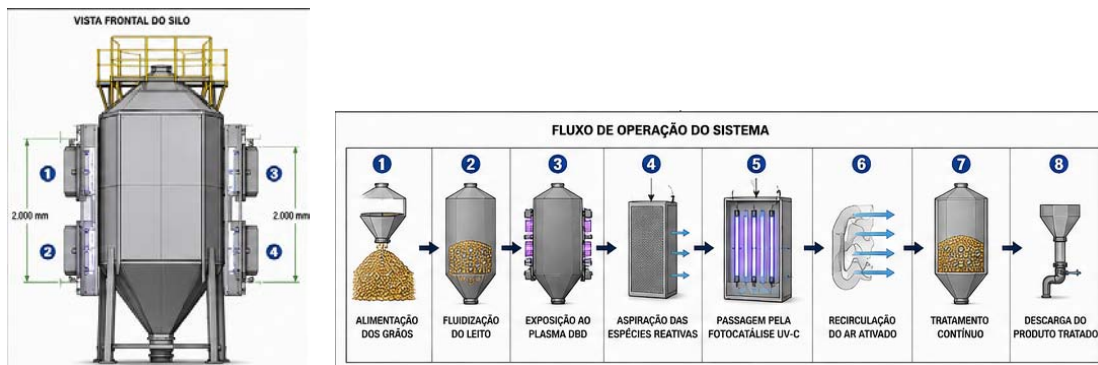 VISTA FRONTAL DO SILO
1
2
3
4
2.000 mm
2.000 mm
FLUXO DE OPERAÇÃO DO SISTEMA
1
2
3
4
5
6
7
8
ALIMENTAÇÃO
DOS GRÃOS
FLUIDIZAÇÃO
DO LEITO
EXPOSIÇÃO AO
PLASMA DBD
ASPIRAÇÃO DAS
ESPÉCIES REATIVAS
PASSAGEM PELA
FOTOCATÁLISE UV-C
RECIRCULAÇÃO
DO AR ATIVADO
TRATAMENTO
CONTÍNUO
DESCARGA DO
PRODUTO TRATADO